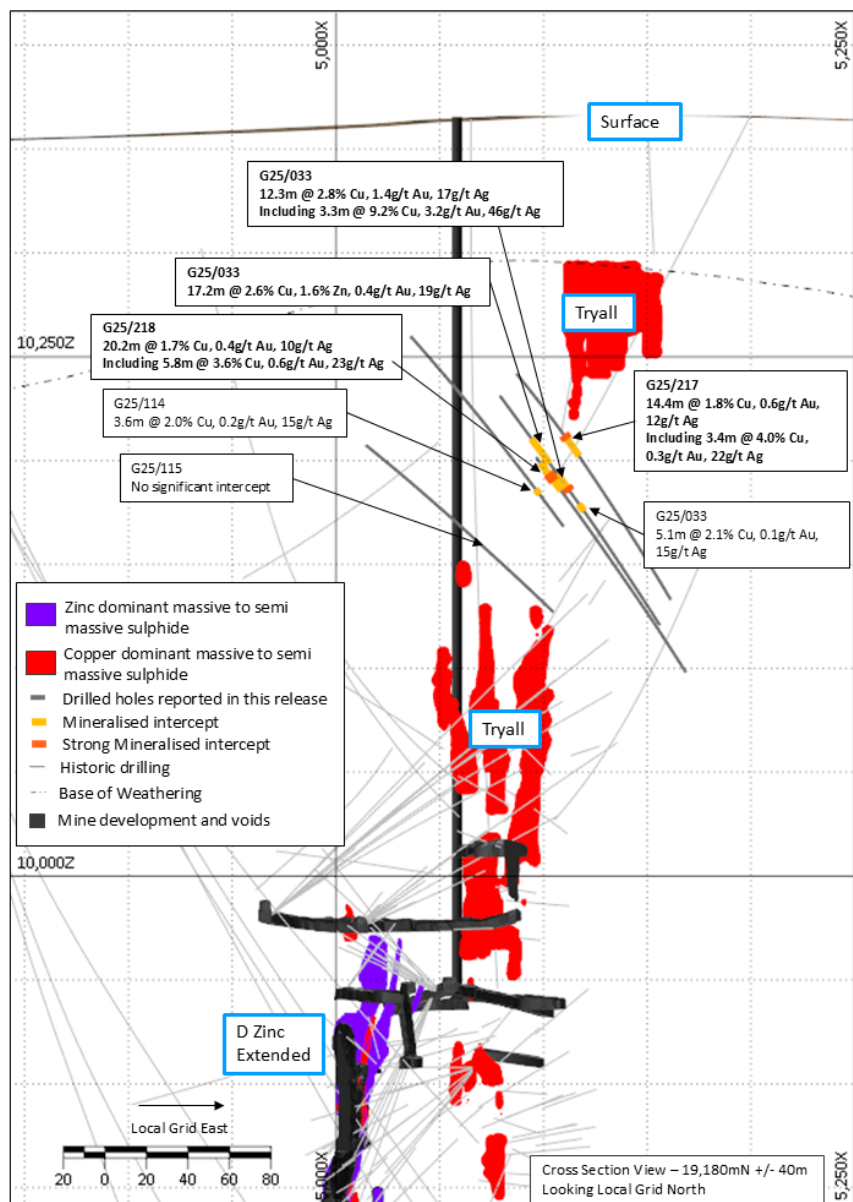 5,000X
5,250X
Surface
G25/033
12.3m @ 2.8% Cu, 1.4g/t Au, 17g/t Ag
Including 3.3m @ 9.2% Cu, 3.2g/t Au, 46g/t Ag
G25/033
17.2m @ 2.6% Cu, 1.6% Zn, 0.4g/t Au, 19g/t Ag
Tryall
G25/218
20.2m @ 1.7% Cu, 0.4g/t Au, 10g/t Ag
Including 5.8m @ 3.6% Cu, 0.6g/t Au, 23g/t Ag
10,250Z
G25/217
14.4m @ 1.8% Cu, 0.6g/t Au,
12g/t Ag
Including 3.4m @ 4.0% Cu,
0.3g/t Au, 22g/t Ag
G25/114
3.6m @ 2.0% Cu, 0.2g/t Au, 15g/t Ag
G25/115
No significant intercept
G25/033
5.1m @ 2.1% Cu, 0.1g/t Au,
15g/t Ag
Zinc dominant massive to semi
massive sulphide
Copper dominant massive to semi
massive sulphide
Drilled holes reported in this release
Mineralised intercept
Strong Mineralised intercept
Historic drilling
Base of Weathering
Mine development and voids
Tryall
10,000Z
D Zinc
Extended
Local Grid East
20 0 20 40 60 80
5,000X
5,250X
Cross Section View – 19,180mN +/- 40m
Looking Local Grid North